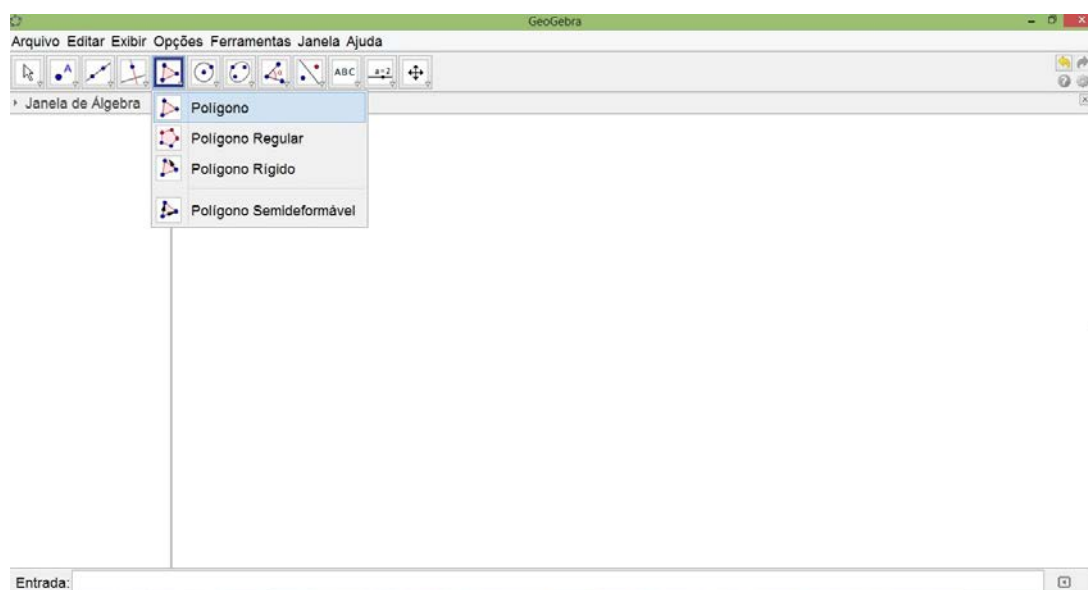 GeoGebra
Arquivo Editar Exibir Opções Ferramentas Janela Ajuda
A α ABC a=2
Janela de Álgebra
Polígono
Polígono Regular
Polígono Rígido
Polígono Semideformável
Entrada: